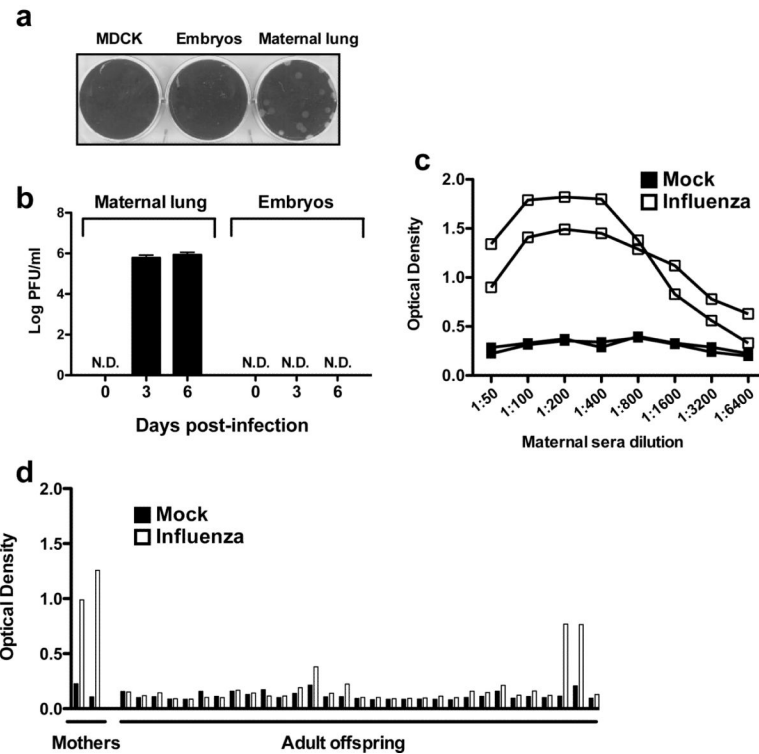 a
MDCK Embryos Maternal lung
b
Maternal lung Embryos
Log PFU/ml
8
6
4
2
0
N.D. N.D. N.D. N.D.
0 3 6 0 3 6
Days post-infection
c
Mock
Influenza
Optical Density
2.0
1.5
1.0
0.5
0.0
1:50 1:100 1:200 1:400 1:800 1:1600 1:3200 1:6400
Maternal sera dilution
d
Mock
Influenza
Optical Density
2.0
1.5
1.0
0.5
0.0
Mothers Adult offspring